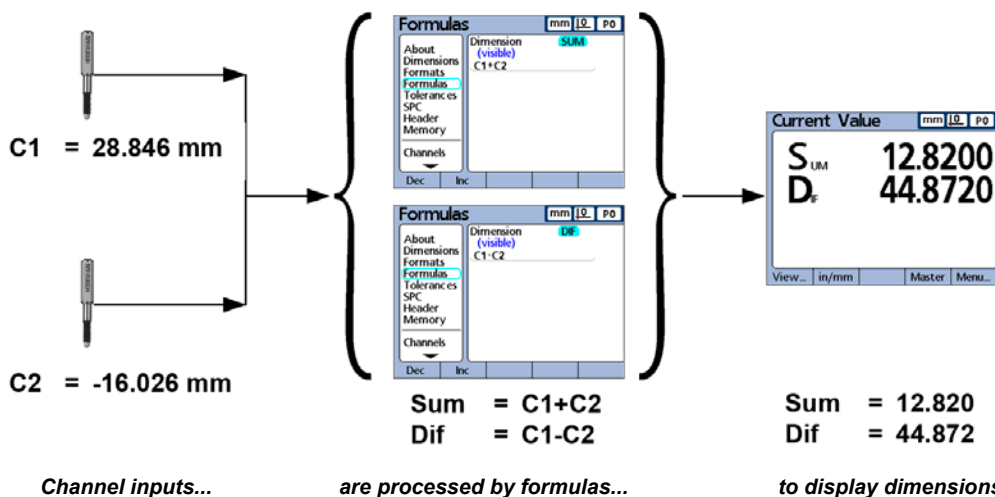 C1 = 28.846 mm
C2 = -16.026 mm
Channel inputs...
Formulas mm P0
About
Dimensions
Formats
Formulas
Tolerances
SPC
Header
Memory
Channels
Dimension SUM
(visible)
C1+C2
Dec Inc
Formulas mm P0
About
Dimensions
Formats
Formulas
Tolerances
SPC
Header
Memory
Channels
Dimension DIF
(visible)
C1-C2
Dec Inc
Sum = C1+C2
Dif = C1-C2
are processed by formulas...
Current Value mm P0
SUM 12.8200
DIF 44.8720
View... in/mm Master Menu...
Sum = 12.820
Dif = 44.872
to display dimensions